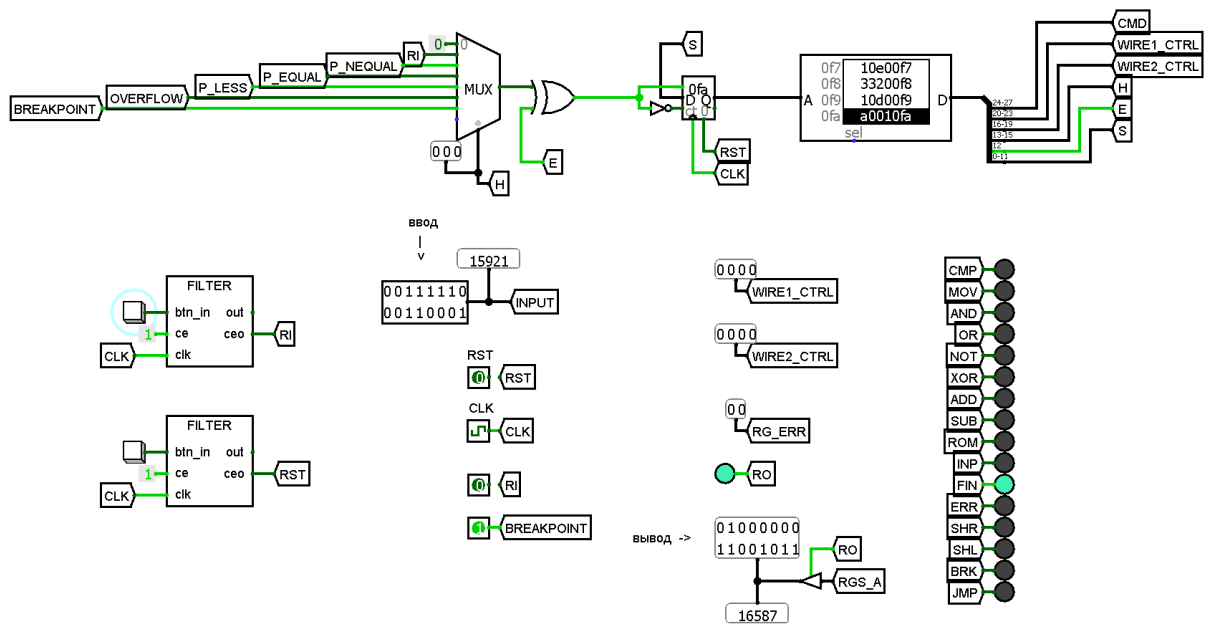 CMD
0
0
RI
WIRE1_CTRL
P_NEQUAL
0f7 10e00f7
WIRE2_CTRL
P_EQUAL
0f8 33200f8
P_LESS
MUX
0fa
H
OVERFLOW
D Q
A
0f9 10d00f9
D
24-27
E
BREAKPOINT
ct 0
0fa a0010fa
20-23
S
sel
16-19
13-15
12
0-11
S
000
E
RST
CLK
H
ввод
|
v
15921
FILTER
btn_in out
1 ce ceo
CLK clk
RI
00111110
00110001
INPUT
FILTER
btn_in out
1 ce ceo
CLK clk
RST
RST
0 RST
CLK
CLK
0 RI
1 BREAKPOINT
0000
WIRE1_CTRL
0000
WIRE2_CTRL
00
RG_ERR
RO
вывод ->
01000000
11001011
RO
RGS_A
16587
CMP
MOV
AND
OR
NOT
XOR
ADD
SUB
ROM
INP
FIN
ERR
SHR
SHL
BRK
JMP